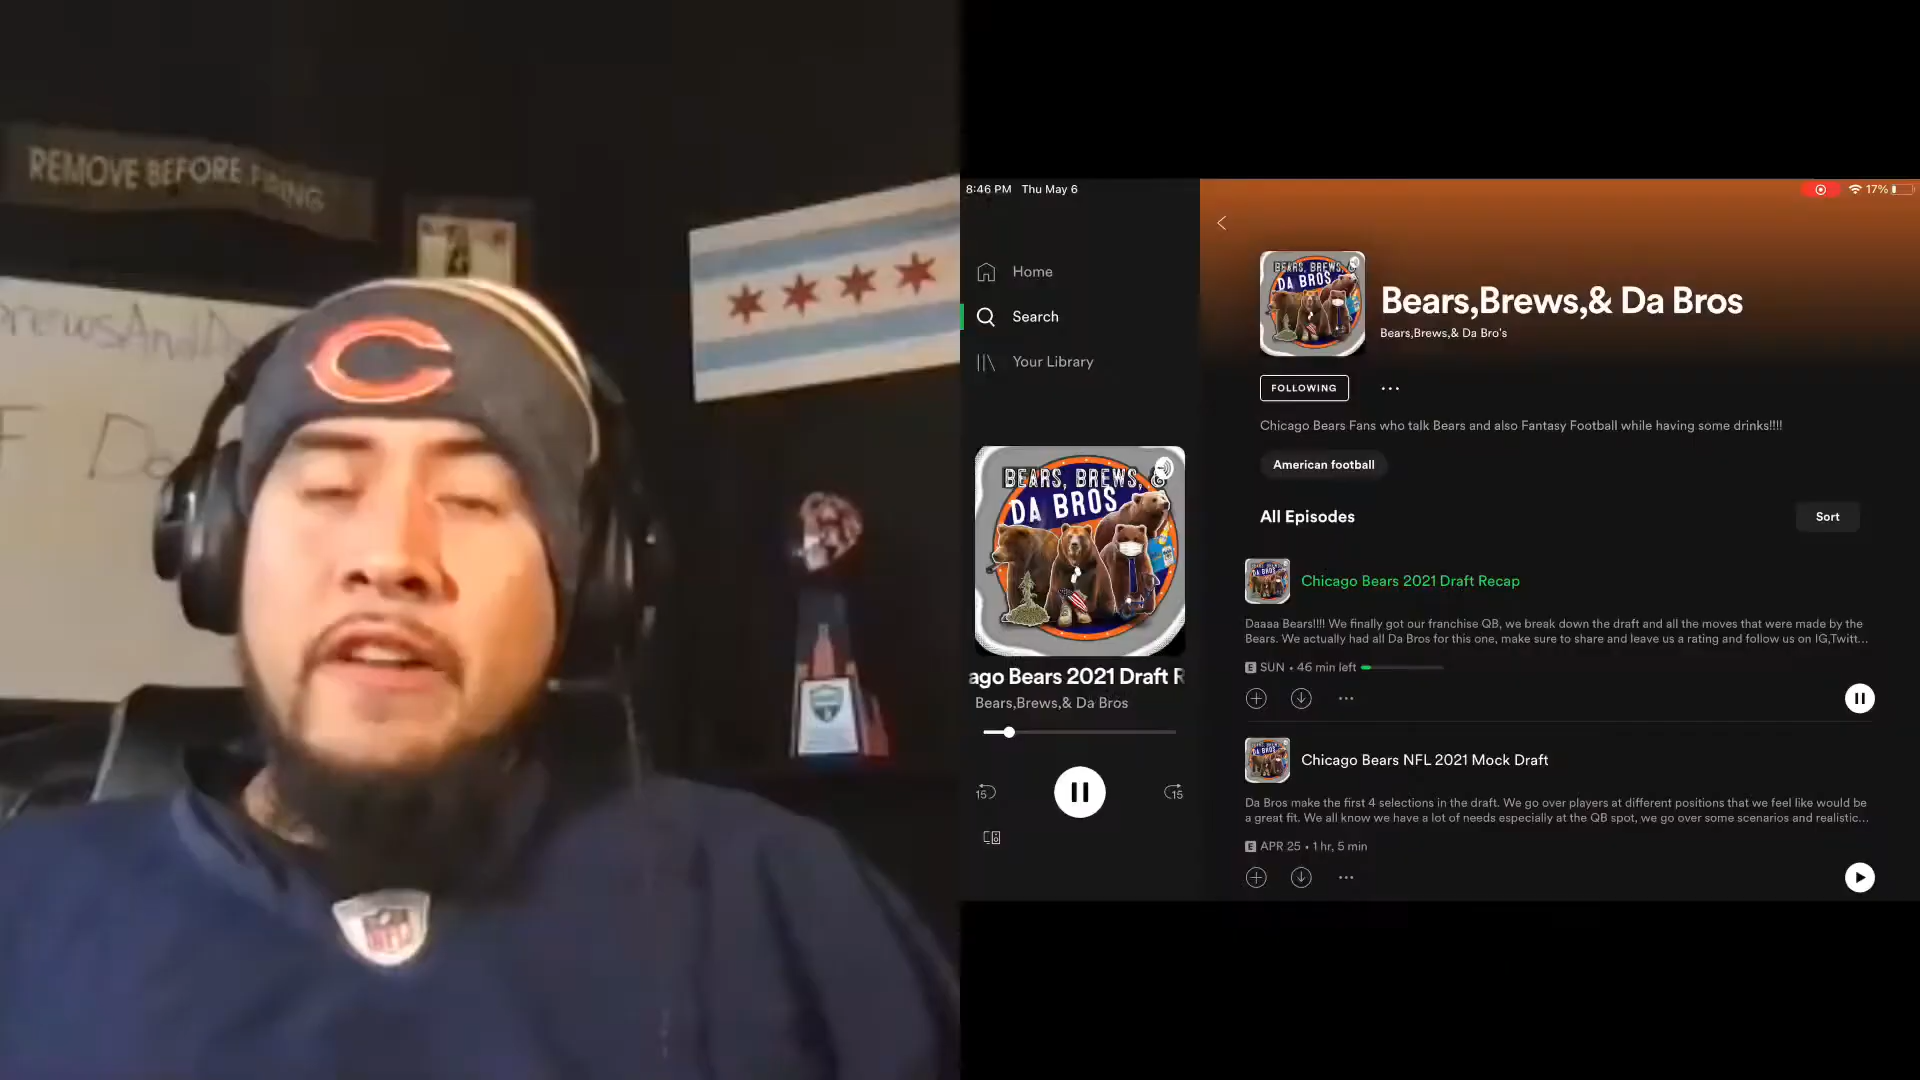 REMOVE BEFORE FIRING
C
NFL
8:46 PM Thu May 6
17%
Home
Search
Your Library
BEARS, BREWS, &
DA BROS
ago Bears 2021 Draft R
Bears,Brews,& Da Bros
15
15
BEARS, BREWS, &
DA BROS
Bears,Brews,& Da Bros
Bears,Brews,& Da Bro's
FOLLOWING
Chicago Bears Fans who talk Bears and also Fantasy Football while having some drinks!!!!
American football
All Episodes
Sort
Chicago Bears 2021 Draft Recap
Daaaa Bears!!!! We finally got our franchise QB, we break down the draft and all the moves that were made by the
Bears. We actually had all Da Bros for this one, make sure to share and leave us a rating and follow us on IG,Twitt...
E SUN • 46 min left
Chicago Bears NFL 2021 Mock Draft
Da Bros make the first 4 selections in the draft. We go over players at different positions that we feel like would be
a great fit. We all know we have a lot of needs especially at the QB spot, we go over some scenarios and realistic...
E APR 25 • 1 hr, 5 min